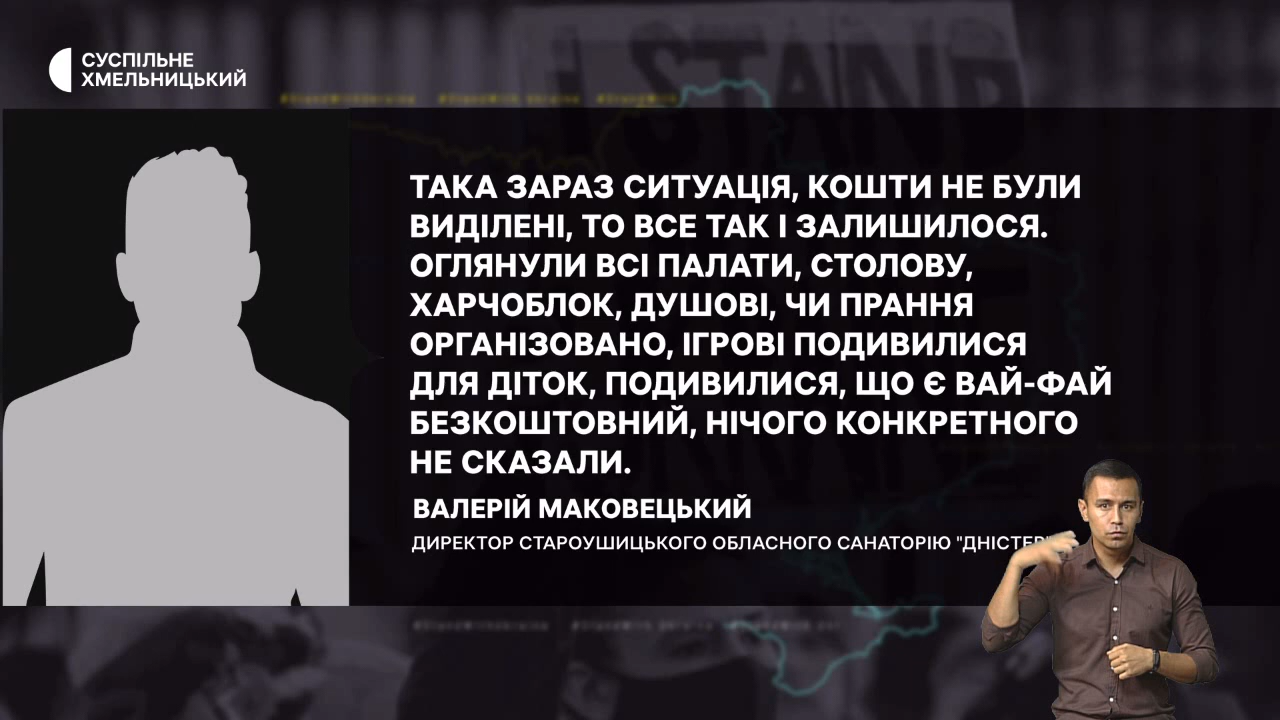 СУСПІЛЬНЕ
ХМЕЛЬНИЦЬКИЙ
I STAND
ТАКА ЗАРАЗ СИТУАЦІЯ, КОШТИ НЕ БУЛИ
ВИДІЛЕНІ, ТО ВСЕ ТАК І ЗАЛИШИЛОСЯ.
ОГЛЯНУЛИ ВСІ ПАЛАТИ, СТОЛОВУ,
ХАРЧОБЛОК, ДУШОВІ, ЧИ ПРАННЯ
ОРГАНІЗОВАНО, ІГРОВІ ПОДИВИЛИСЯ
ДЛЯ ДІТОК, ПОДИВИЛИСЯ, ЩО Є ВАЙ-ФАЙ
БЕЗКОШТОВНИЙ, НІЧОГО КОНКРЕТНОГО
НЕ СКАЗАЛИ.
ВАЛЕРІЙ МАКОВЕЦЬКИЙ
ДИРЕКТОР СТАРОУШИЦЬКОГО ОБЛАСНОГО САНАТОРІЮ "ДНІСТЕР"